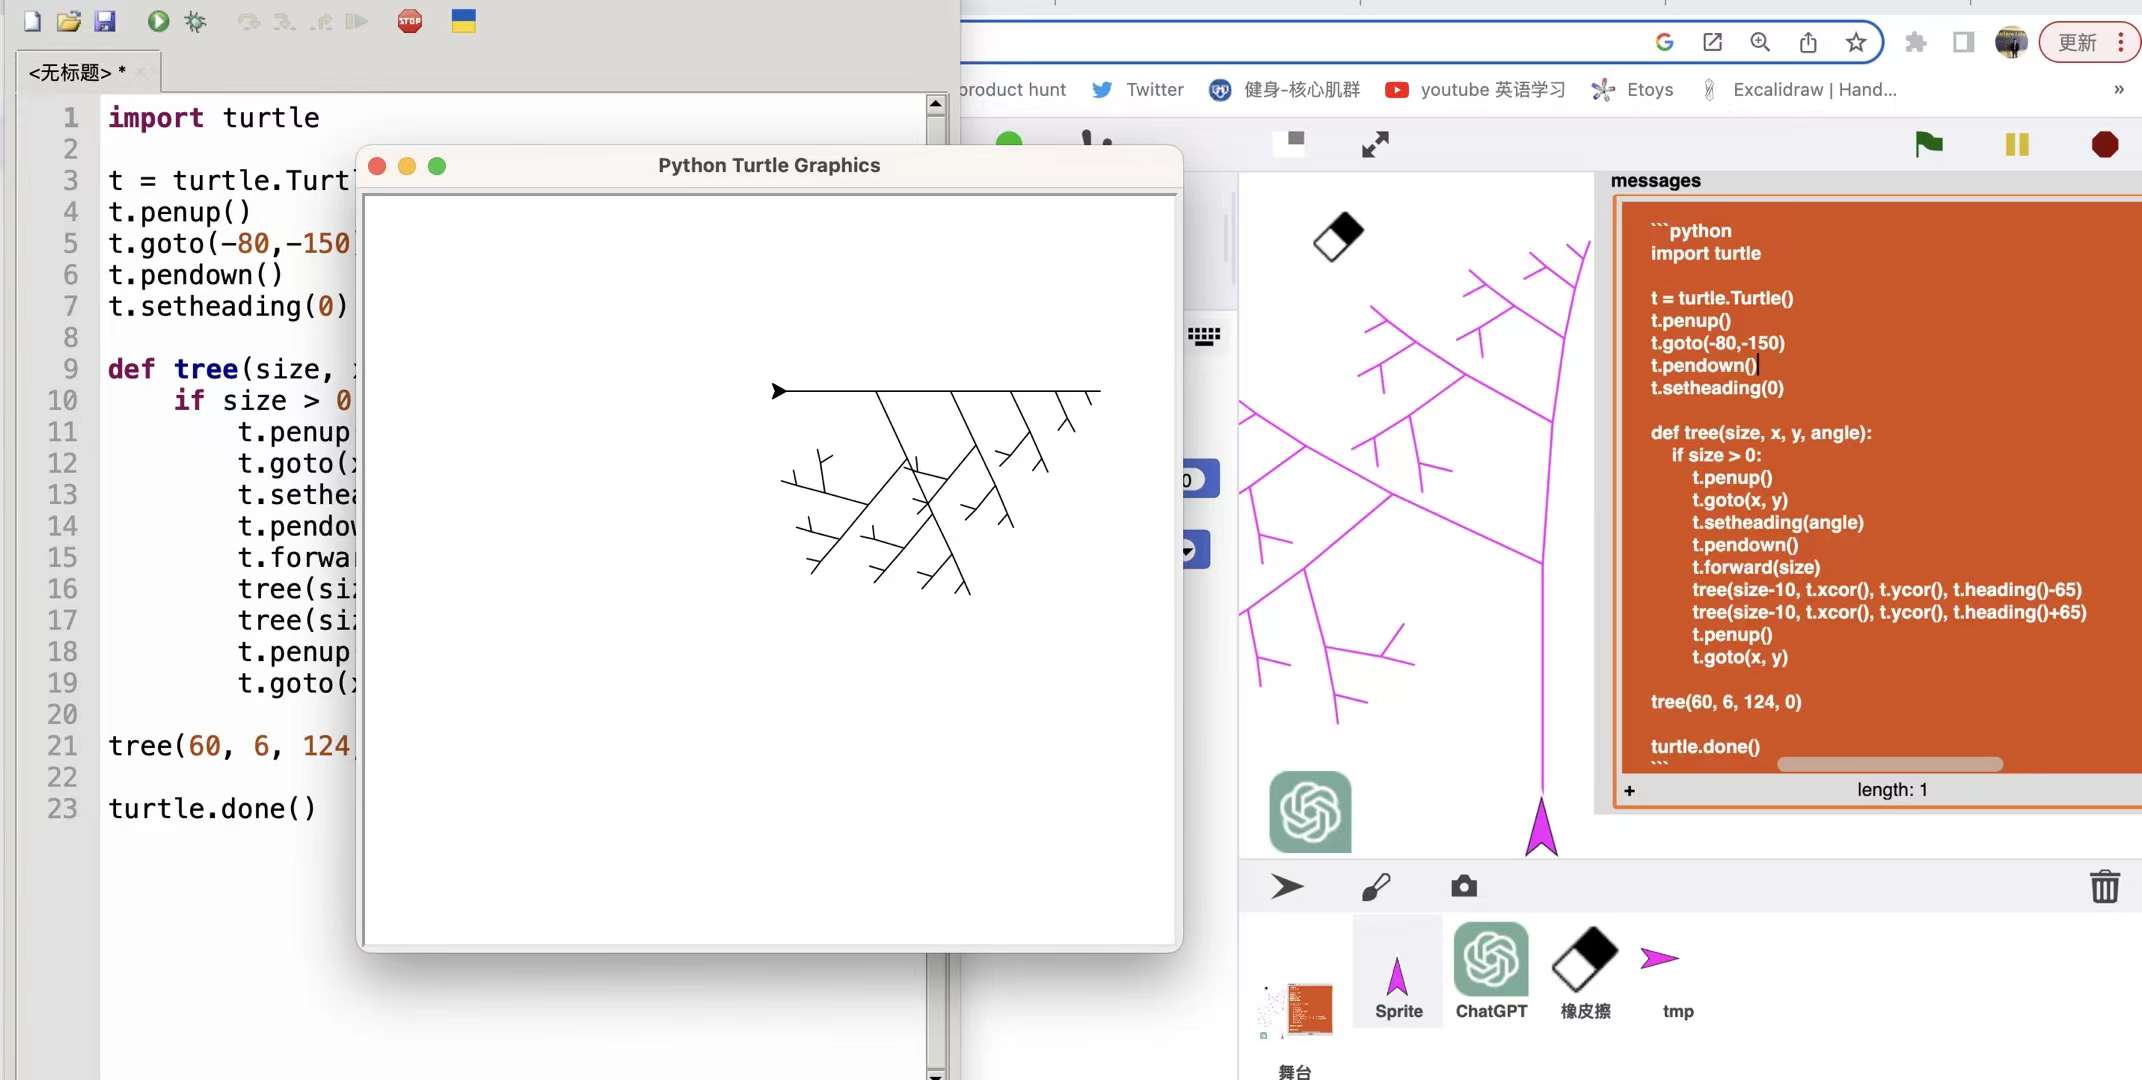 <无标题> *
1 import turtle
2
3 t = turtle.Turt
4 t.penup()
5 t.goto(-80,-150
6 t.pendown()
7 t.setheading(0)
8
9 def tree(size,
10 if size > 0
11 t.penup
12 t.goto(
13 t.sethea
14 t.pendow
15 t.forwar
16 tree(siz
17 tree(siz
18 t.penup
19 t.goto(
20
21 tree(60, 6, 124
22
23 turtle.done()
STOP
Python Turtle Graphics
更新
product hunt
Twitter
健身-核心肌群
youtube 英语学习
Etoys
Excalidraw | Hand...
»
0
messages
```python
import turtle
t = turtle.Turtle()
t.penup()
t.goto(-80,-150)
t.pendown()
t.setheading(0)
def tree(size, x, y, angle):
if size > 0:
t.penup()
t.goto(x, y)
t.setheading(angle)
t.pendown()
t.forward(size)
tree(size-10, t.xcor(), t.ycor(), t.heading()-65)
tree(size-10, t.xcor(), t.ycor(), t.heading()+65)
t.penup()
t.goto(x, y)
tree(60, 6, 124, 0)
turtle.done()
```
+ length: 1
Sprite
ChatGPT
橡皮擦
tmp
舞台